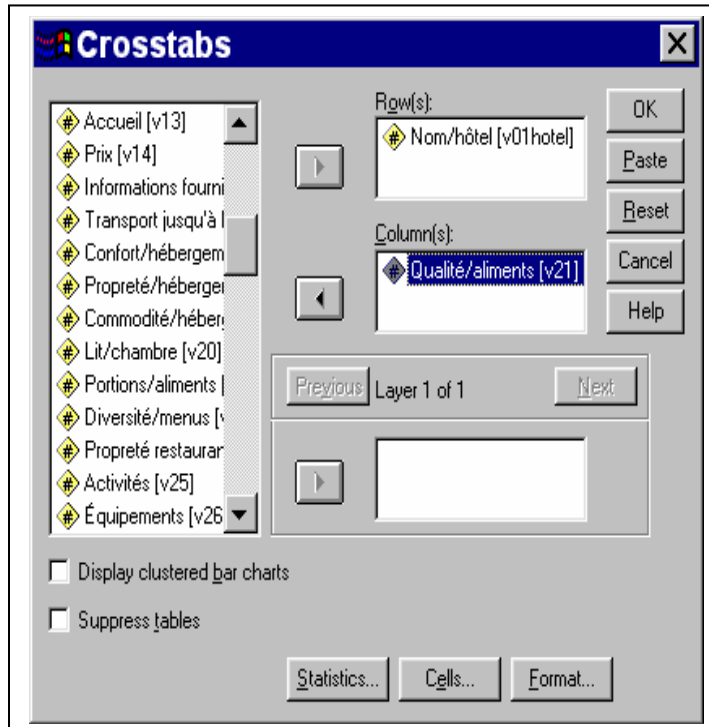 Crosstabs
Accueil [v13]
Prix [v14]
Informations fourni
Transport jusqu'à l
Confort/hébergem
Propreté/héberger
Commodité/héber
Lit/chambre [v20]
Portions/aliments [
Diversité/menus [v
Propreté restaurar
Activités [v25]
Équipements [v26
Row(s):
Nom/hôtel [v01hotel]
Column(s):
Qualité/aliments [v21]
OK
Paste
Reset
Cancel
Help
Previous Layer 1 of 1 Next
Display clustered bar charts
Suppress tables
Statistics... Cells... Format...